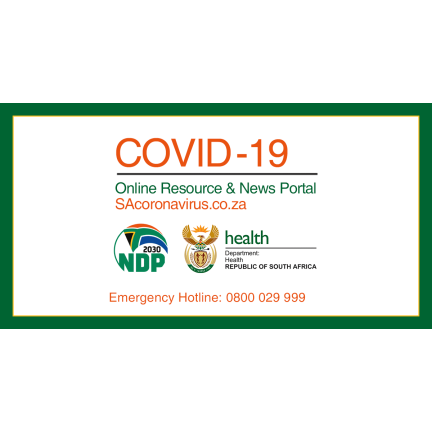 COVID-19
Online Resource & News Portal
SAcoronavirus.co.za
2030
NDP
health
Department:
Health
REPUBLIC OF SOUTH AFRICA
Emergency Hotline: 0800 029 999